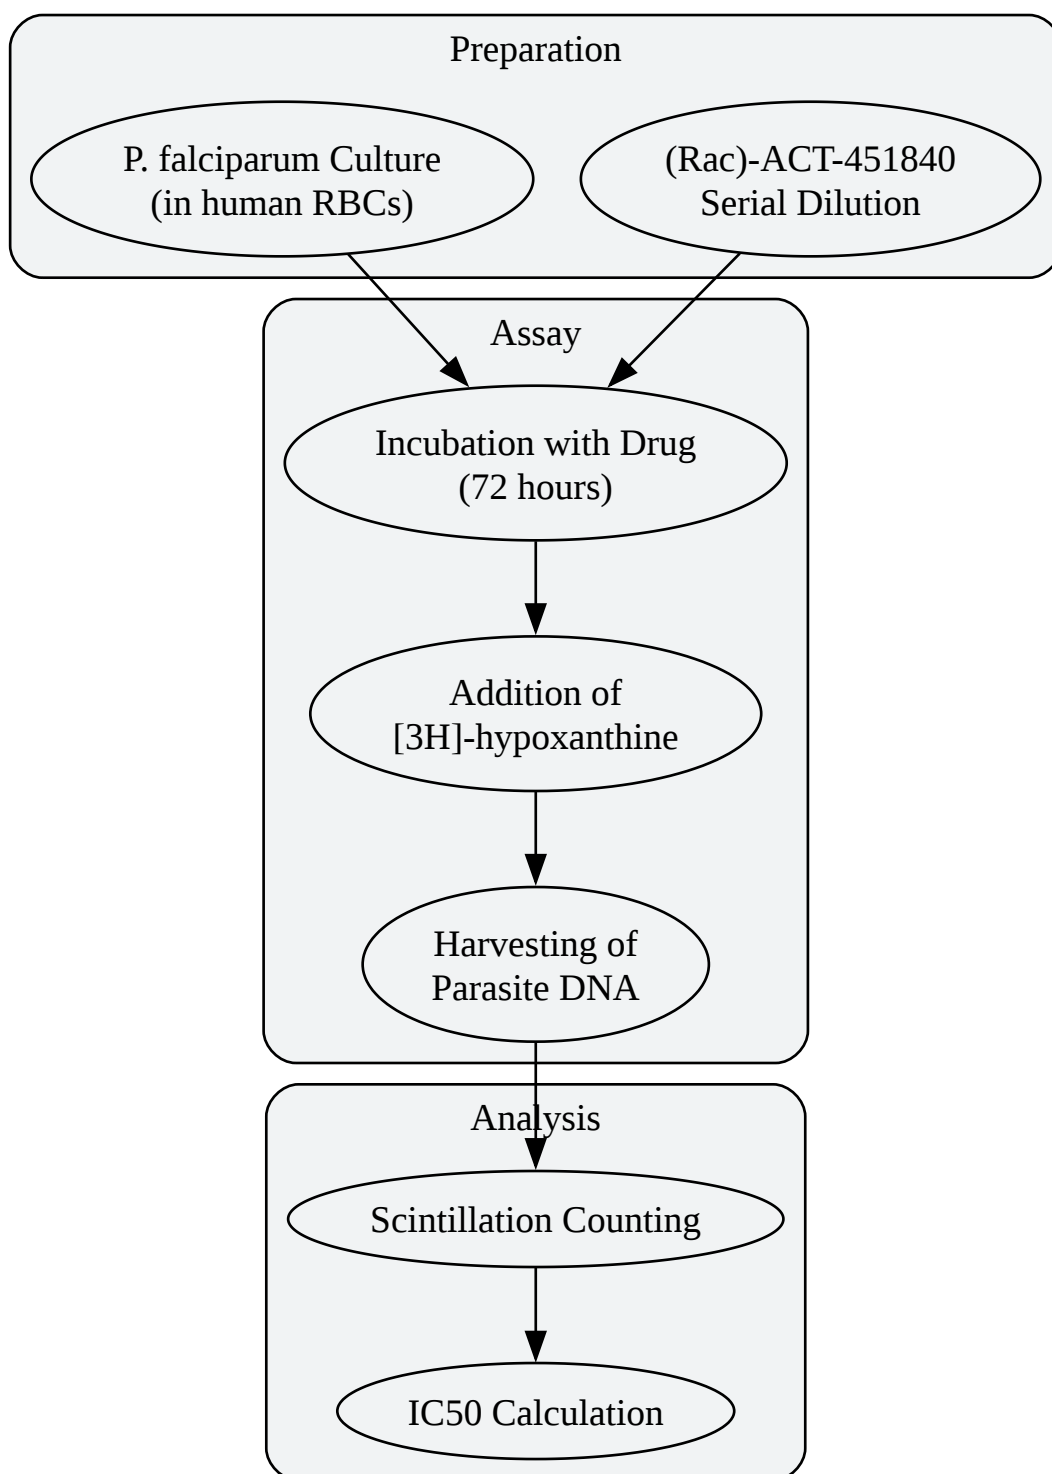 Preparation
P. falciparum Culture
(in human RBCs)
(Rac)-ACT-451840
Serial Dilution
Assay
Incubation with Drug
(72 hours)
Addition of
[3H]-hypoxanthine
Harvesting of
Parasite DNA
Analysis
Scintillation Counting
IC50 Calculation